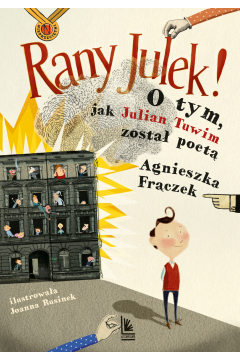 Rany Julek!
O tym,
jak Julian Tuwim
został poetą
Agnieszka
Frączek
ilustrowała
Joanna Rusinek